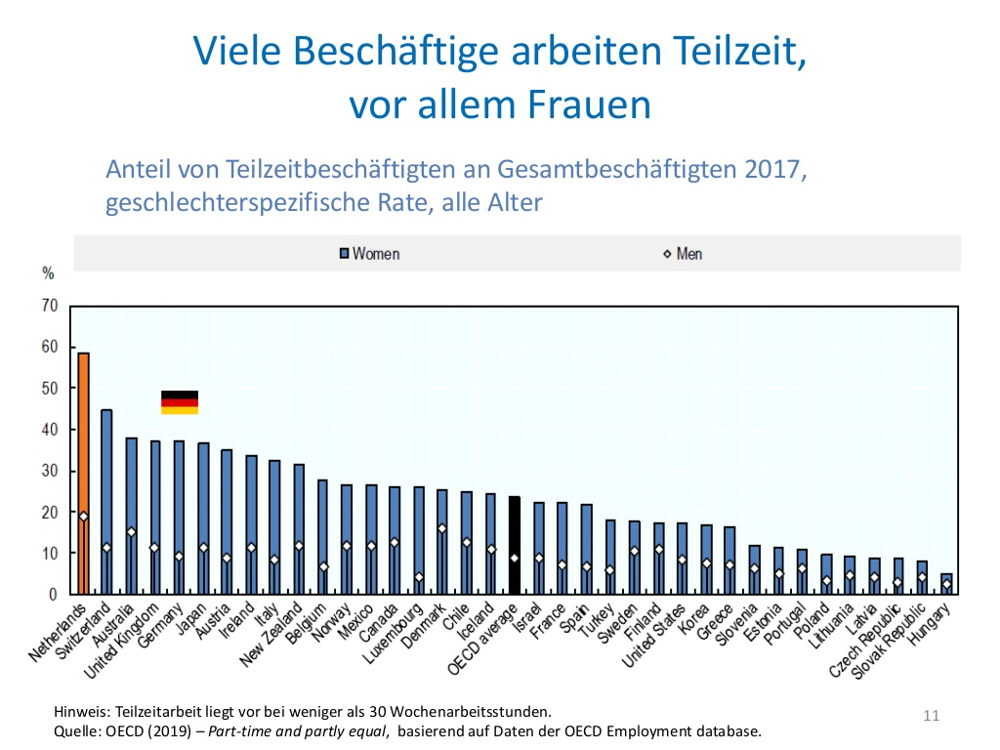 Viele Beschäftige arbeiten Teilzeit,
vor allem Frauen
Anteil von Teilzeitbeschäftigten an Gesamtbeschäftigten 2017,
geschlechterspezifische Rate, alle Alter
Women
Men
%
70
60
50
40
30
20
10
0
Netherlands
Switzerland
Australia
United Kingdom
Germany
Japan
Austria
Ireland
Italy
New Zealand
Belgium
Norway
Mexico
Canada
Luxembourg
Denmark
Chile
Iceland
OECD average
Israel
France
Spain
Turkey
Sweden
Finland
United States
Korea
Greece
Slovenia
Estonia
Portugal
Poland
Lithuania
Latvia
Czech Republic
Slovak Republic
Hungary
Hinweis: Teilzeitarbeit liegt vor bei weniger als 30 Wochenarbeitsstunden.
Quelle: OECD (2019) – Part-time and partly equal, basierend auf Daten der OECD Employment database.
11